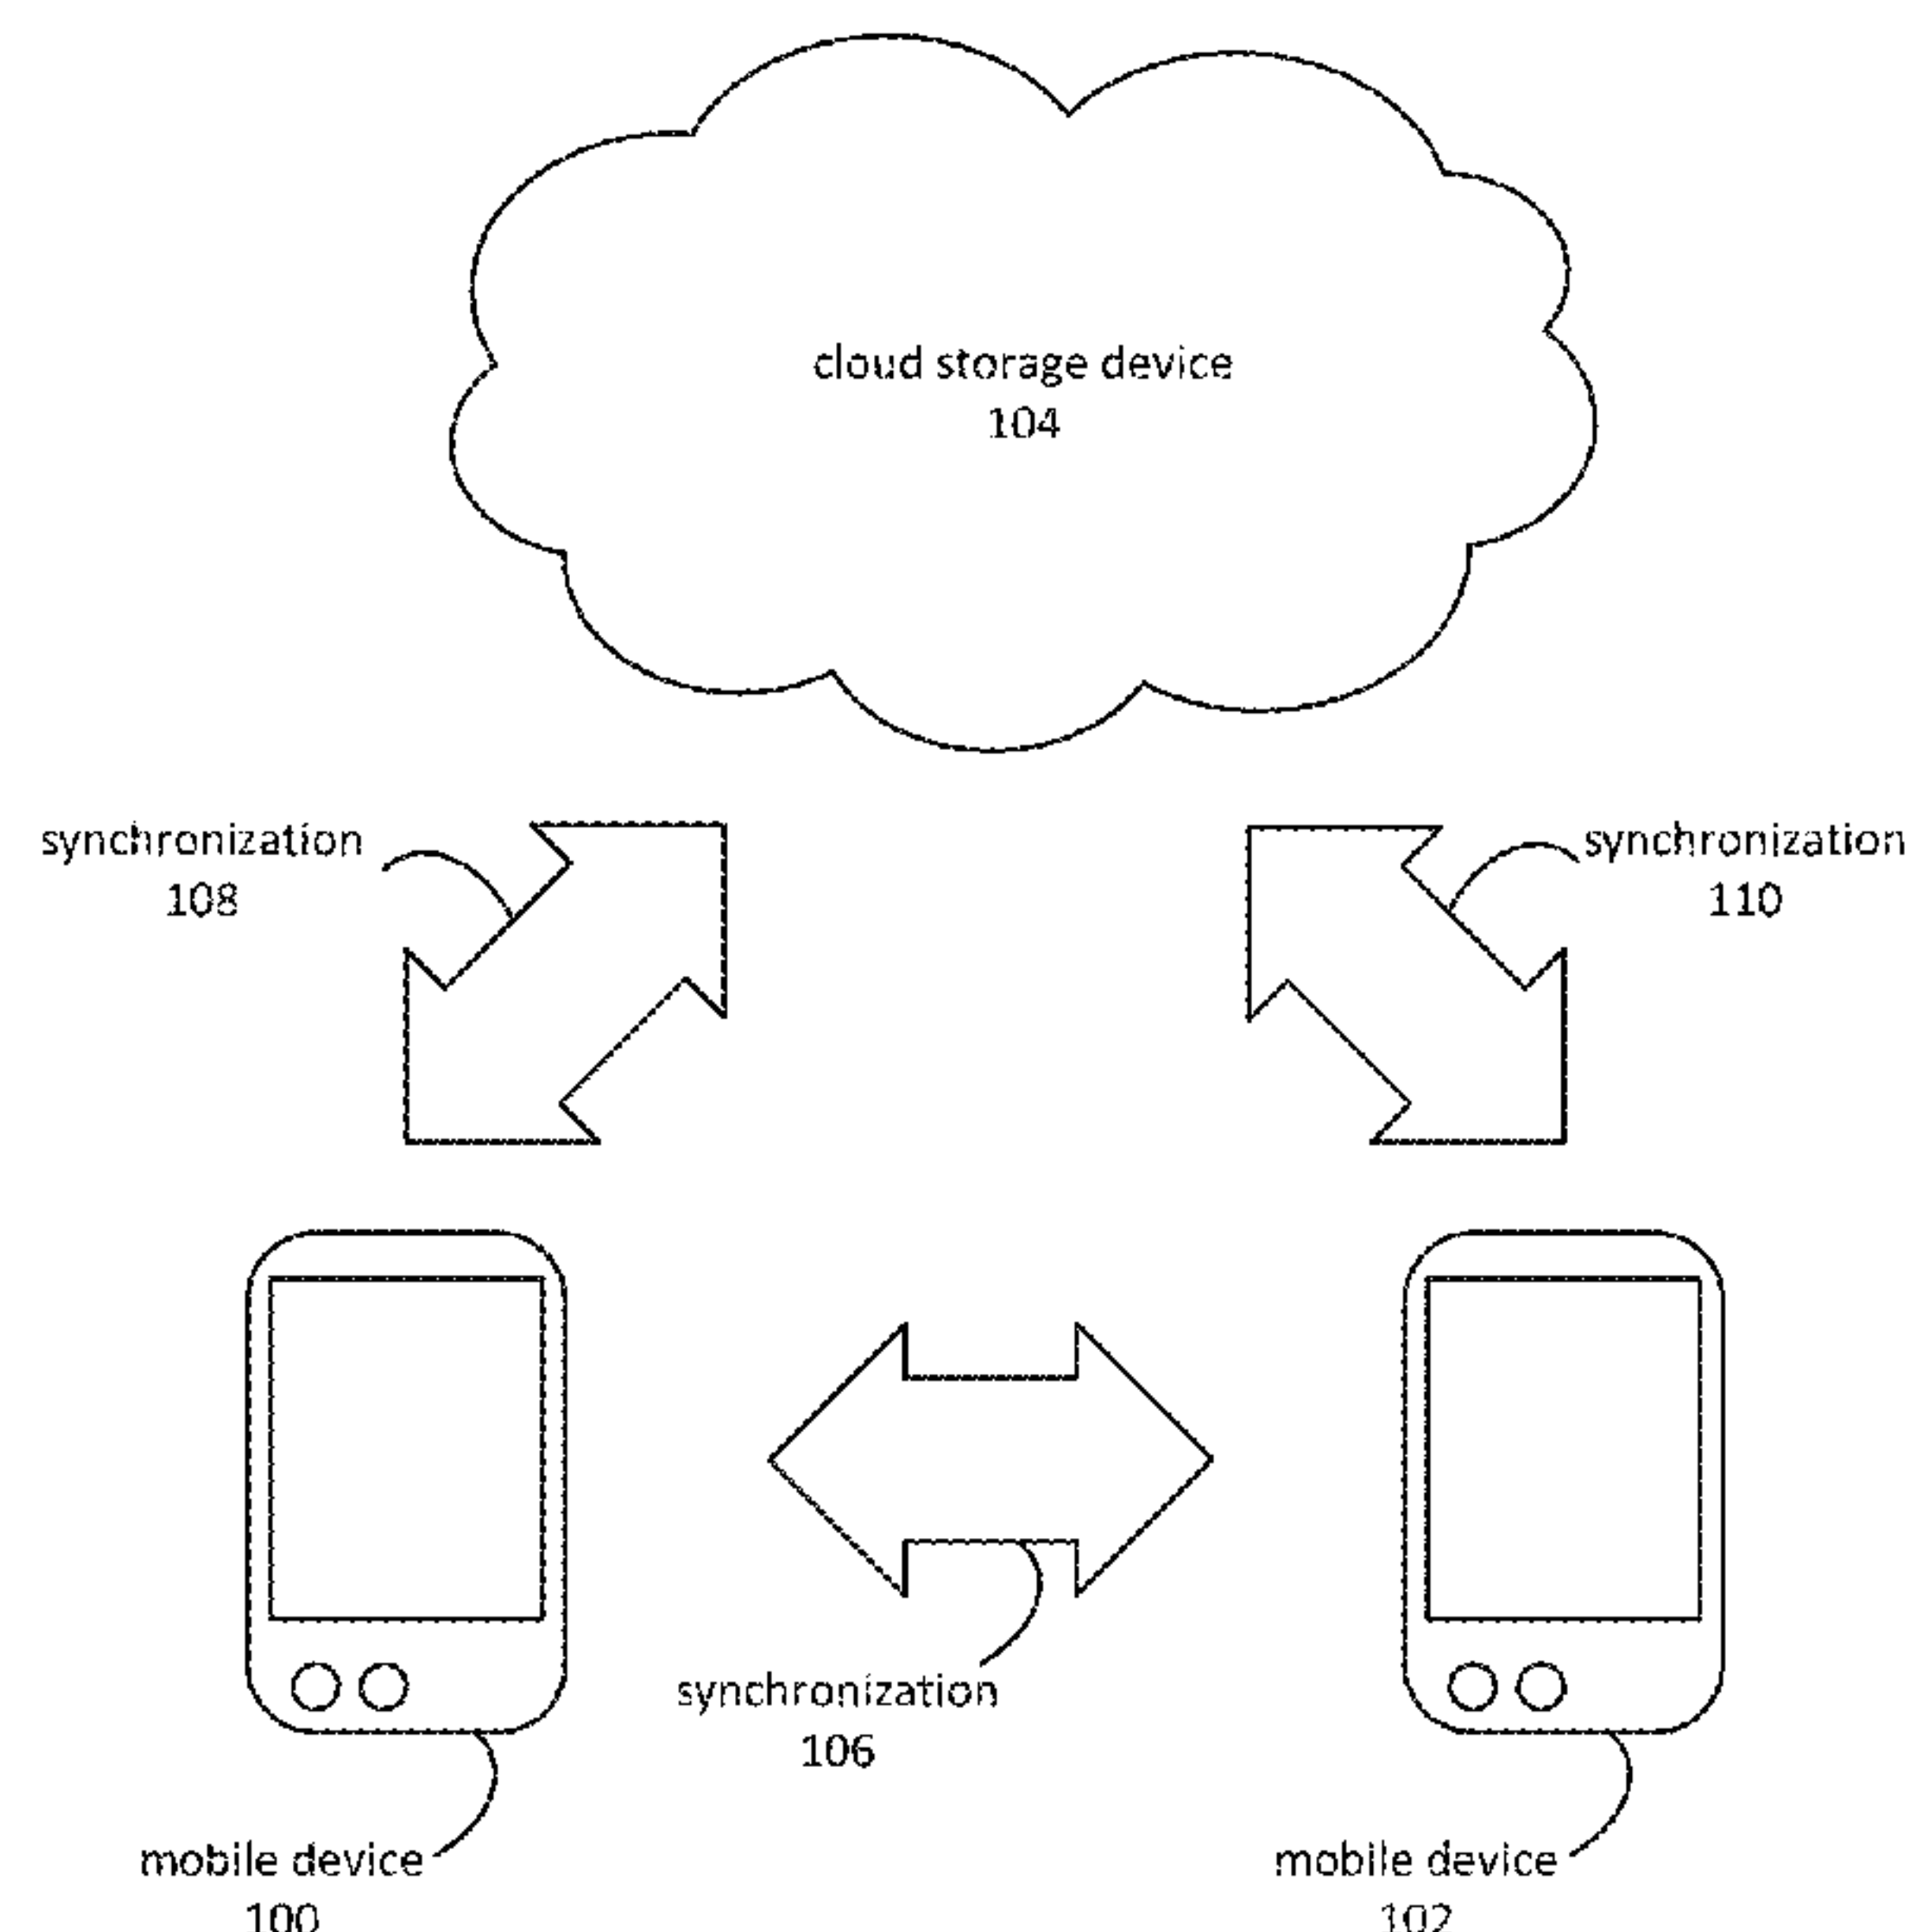 cloud storage device
104
synchronization
108
synchronization
110
synchronization
106
mobile device
100
mobile device
102